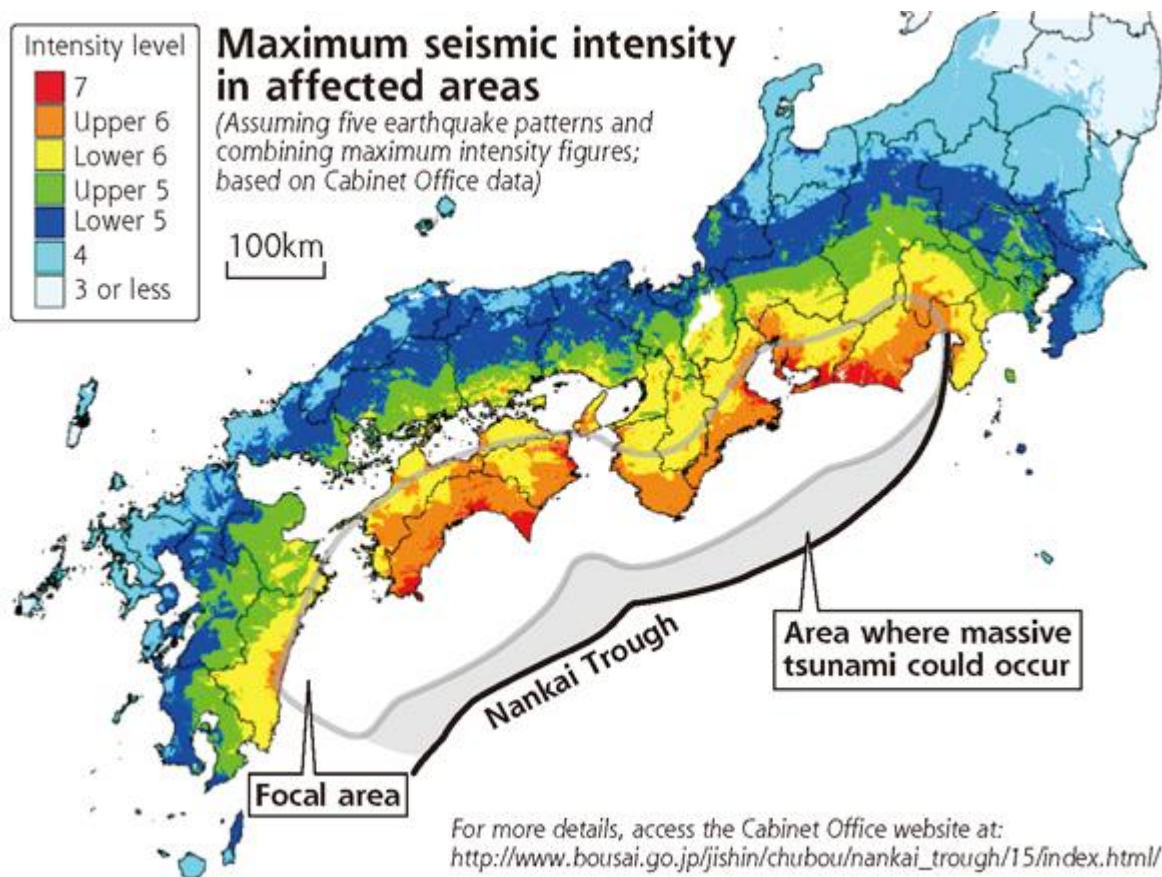 Intensity level
7
Upper 6
Lower 6
Upper 5
Lower 5
4
3 or less
Maximum seismic intensity
in affected areas
(Assuming five earthquake patterns and
combining maximum intensity figures;
based on Cabinet Office data)
100km
Nankai Trough
Area where massive
tsunami could occur
Focal area
For more details, access the Cabinet Office website at:
http://www.bousai.go.jp/jishin/chubou/nankai_trough/15/index.html/